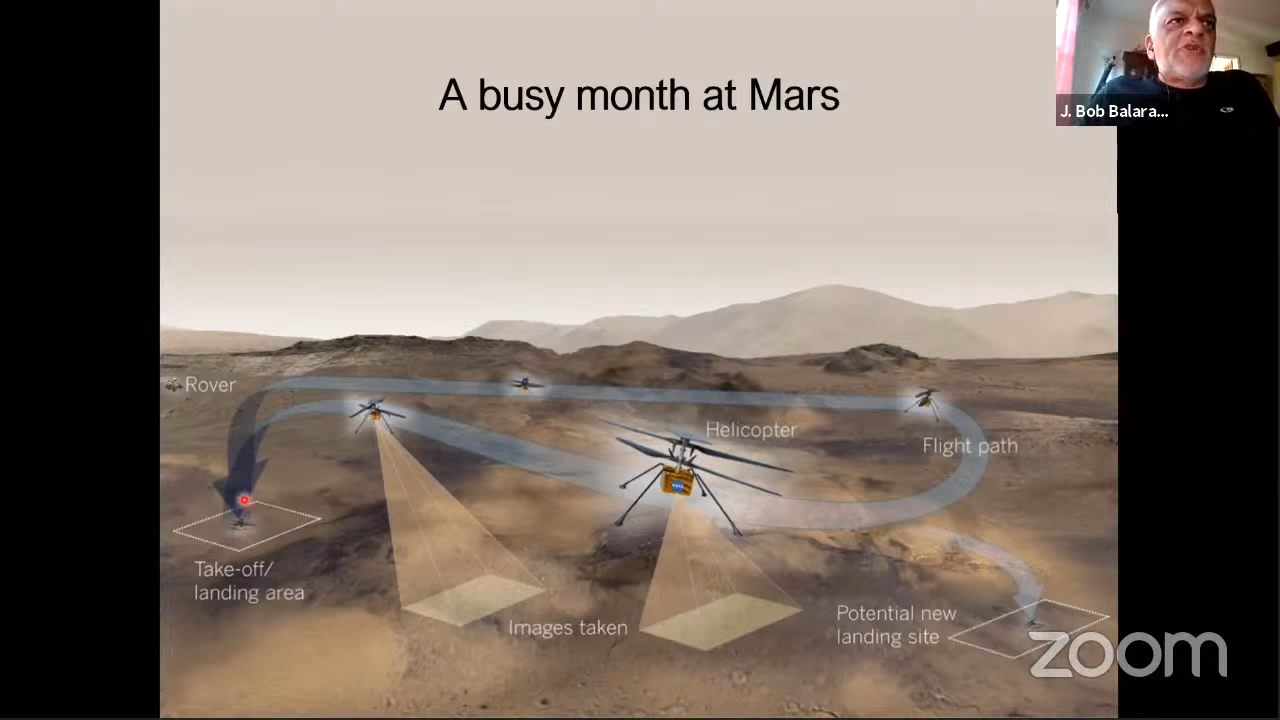 A busy month at Mars
J. Bob Balara...
Rover
Helicopter
Flight path
NASA
Take-off/
landing area
Images taken
Potential new
landing site
zoom